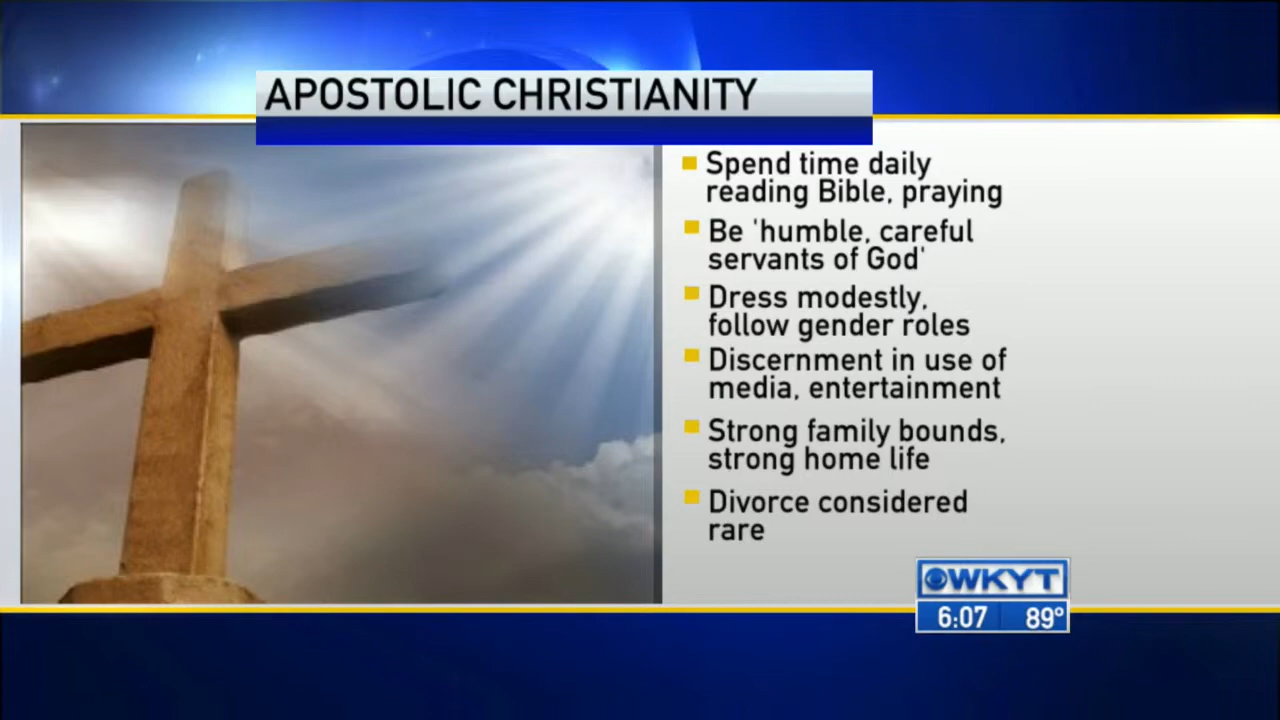 APOSTOLIC CHRISTIANITY
Spend time daily
reading Bible, praying
Be 'humble, careful
servants of God'
Dress modestly,
follow gender roles
Discernment in use of
media, entertainment
Strong family bounds,
strong home life
Divorce considered
rare
WKYT
6:07 89°